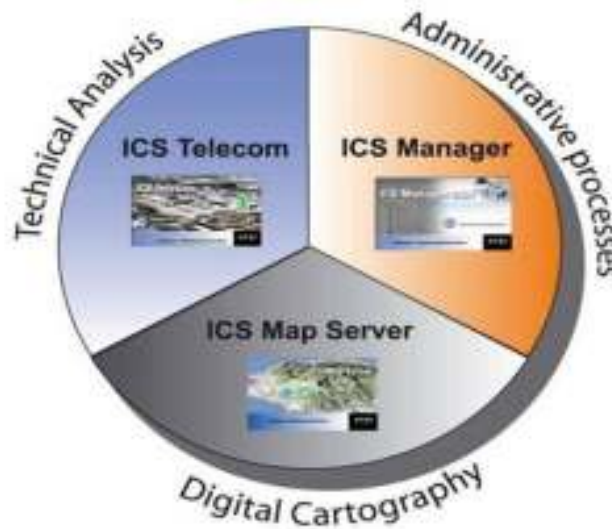 Technical Analysis
Administrative processes
ICS Telecom
ICS Manager
ICS Map Server
Digital Cartography